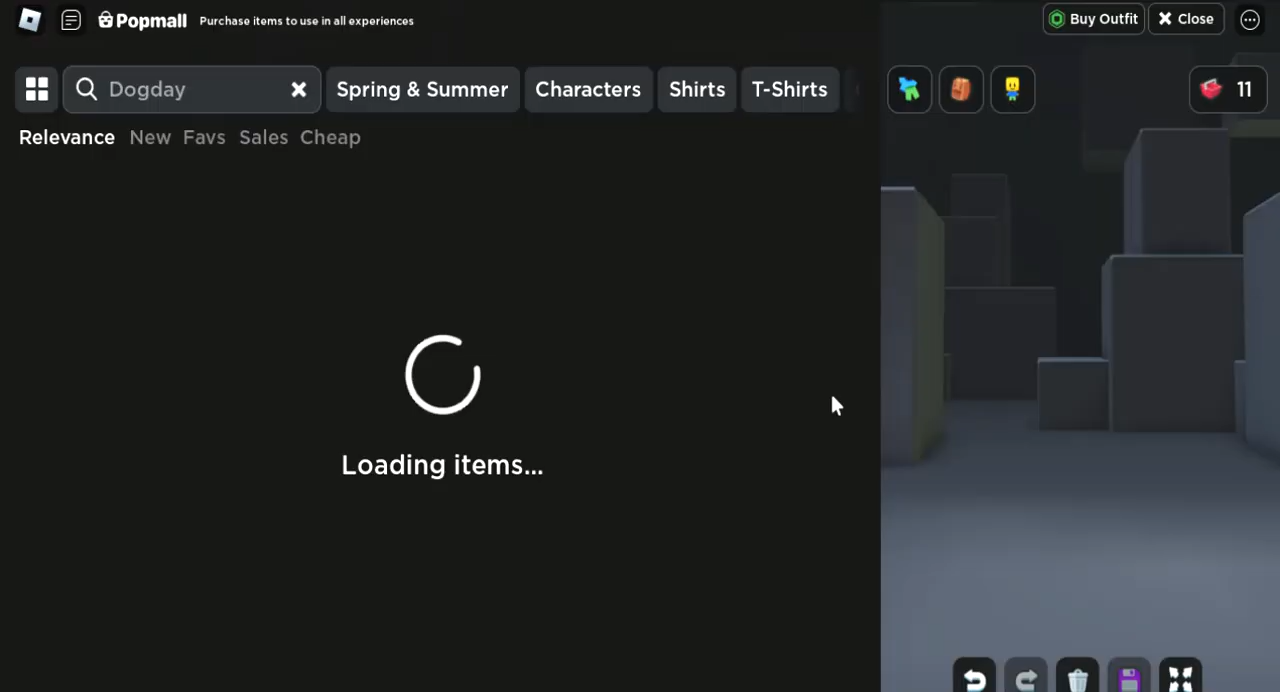 Popmall Purchase items to use in all experiences Buy Outfit Close
Dogday Spring & Summer Characters Shirts T-Shirts 11
Relevance New Favs Sales Cheap
Loading items...